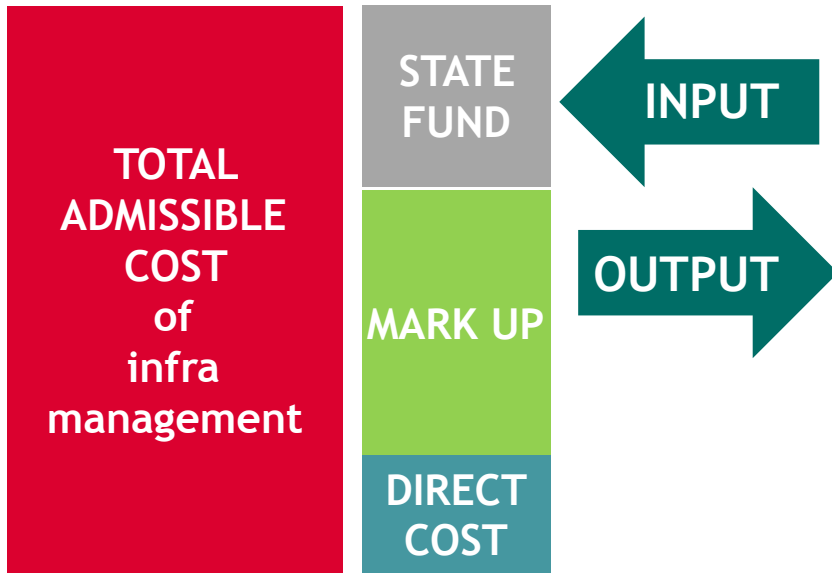 TOTAL
ADMISSIBLE
COST
of
infra
management
STATE
FUND
MARK UP
DIRECT
COST
INPUT
OUTPUT